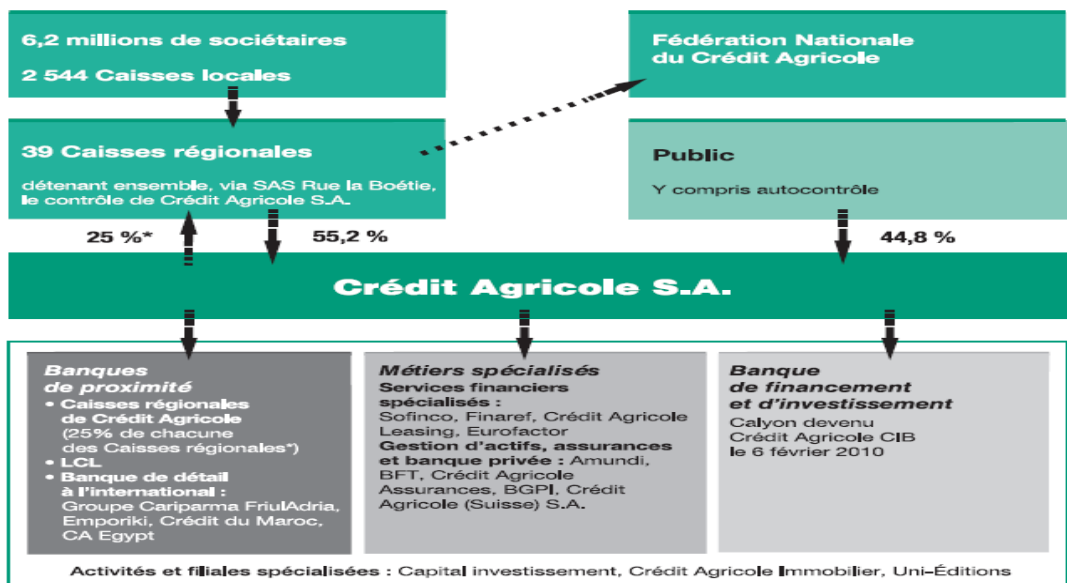 6,2 millions de sociétaires
2 544 Caisses locales
Fédération Nationale
du Crédit Agricole
39 Caisses régionales
détenant ensemble, via SAS Rue la Boétie,
le contrôle de Crédit Agricole S.A.
Public
Y compris autocontrôle
25 %*
55,2 %
44,8 %
Crédit Agricole S.A.
Banques
de proximité
• Caisses régionales
de Crédit Agricole
(25% de chacune
des Caisses régionales*)
• LCL
• Banque de détail
à l'international :
Groupe Cariparma FriulAdria,
Emporiki, Crédit du Maroc,
CA Egypt
Métiers spécialisés
Services financiers
spécialisés :
Sofinco, Finaref, Crédit Agricole
Leasing, Eurofactor
Gestion d'actifs, assurances
et banque privée : Amundi,
BFT, Crédit Agricole
Assurances, BGPI, Crédit
Agricole (Suisse) S.A.
Banque
de financement
et d'investissement
Calyon devenu
Crédit Agricole CIB
le 6 février 2010
Activités et filiales spécialisées : Capital investissement, Crédit Agricole Immobilier, Uni-Éditions